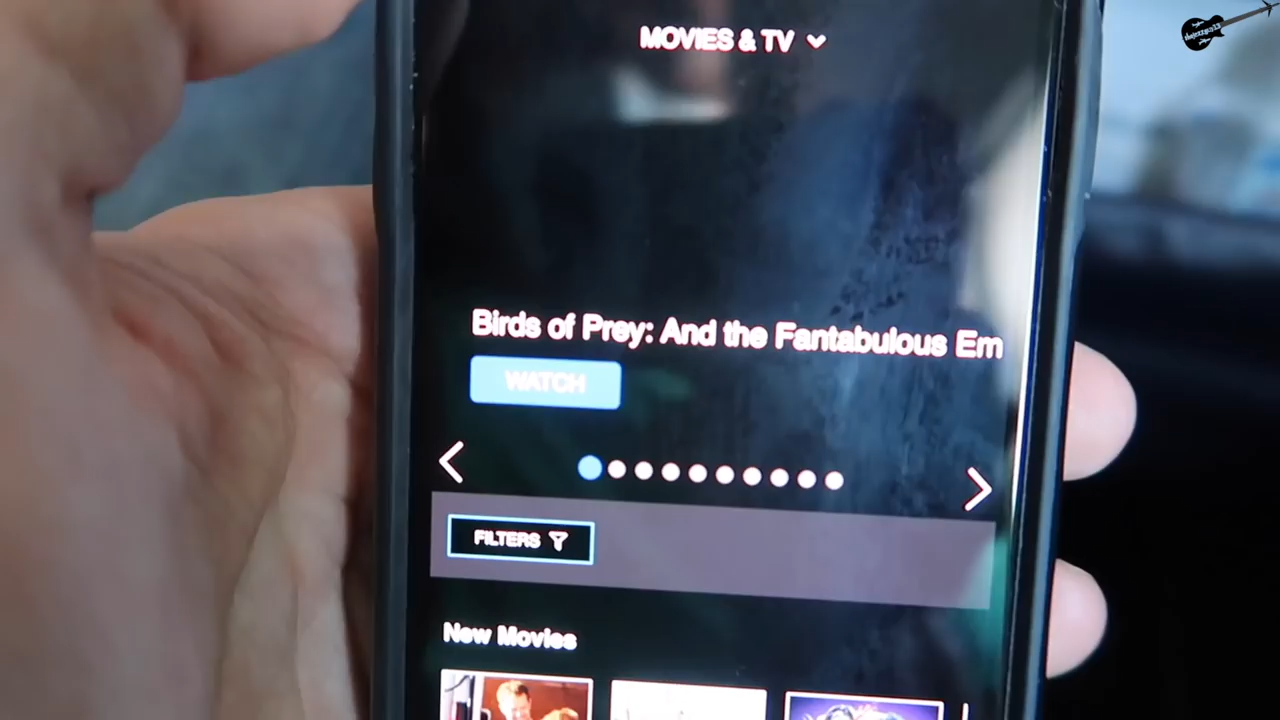 MOVIES & TV
Birds of Prey: And the Fantabulous Em
WATCH
FILTERS
New Movies